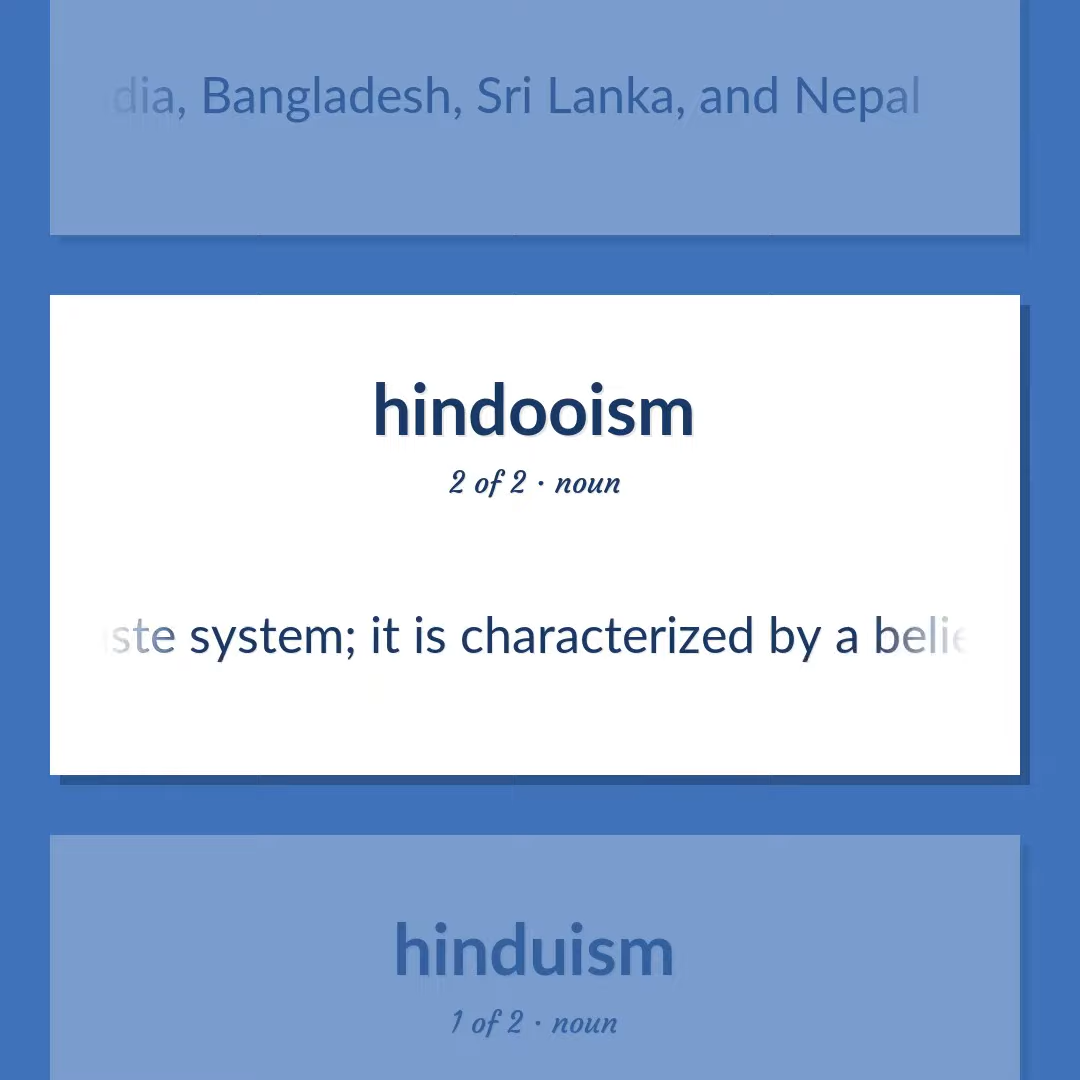 dia, Bangladesh, Sri Lanka, and Nepal
hindooism
2 of 2 · noun
ste system; it is characterized by a belie
hinduism
1 of 2 · noun